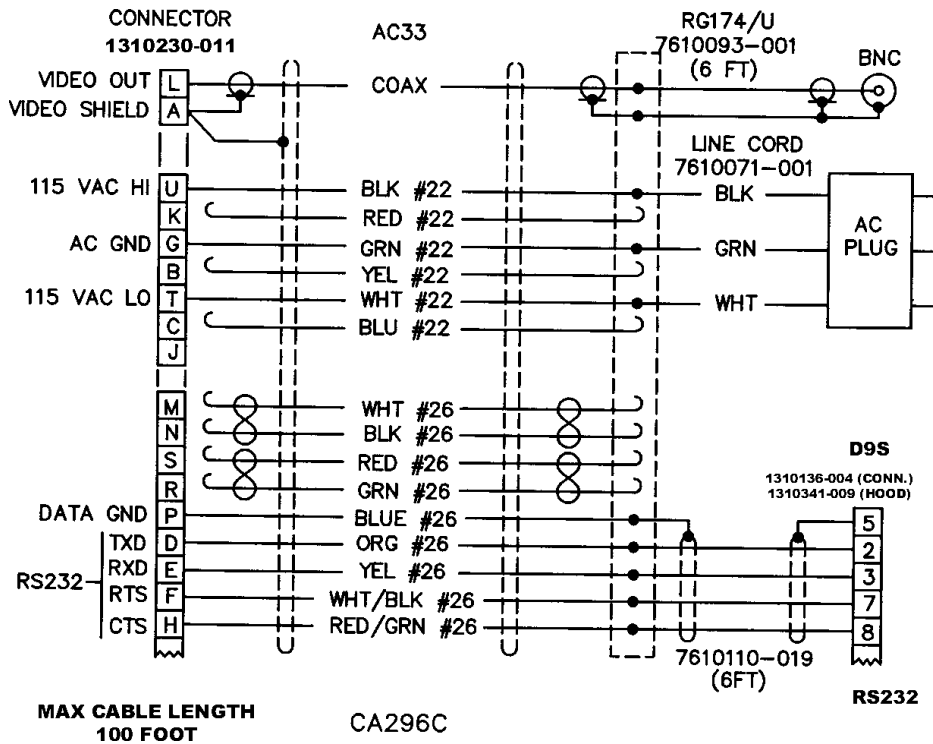 CONNECTOR
1310230-011
AC33
RG174/U
7610093-001
(6 FT)
BNC
VIDEO OUT L COAX
VIDEO SHIELD A
LINE CORD
7610071-001
115 VAC HI U BLK #22 BLK
K RED #22
AC GND G GRN #22 GRN
B YEL #22
115 VAC LO T WHT #22 WHT
C BLU #22
J
AC
PLUG
M WHT #26
N BLK #26
S RED #26
R GRN #26
D9S
1310136-004 (CONN.)
1310341-009 (HOOD)
DATA GND P BLUE #26 5
TXD D ORG #26 2
RXD E YEL #26 3
RS232
RTS F WHT/BLK #26 7
CTS H RED/GRN #26 8
7610110-019
(6FT)
RS232
MAX CABLE LENGTH
100 FOOT
CA296C